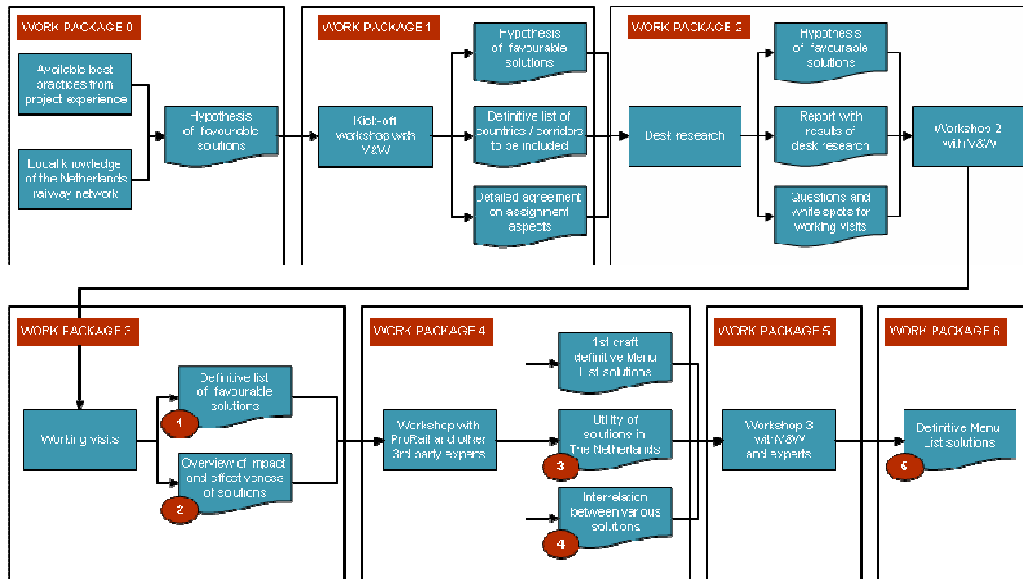 WORK PACKAGE 0
Available best
practices from
project experience
Local knowledge
of the Netherlands
railway network
Hypothesis
of favourable
solutions
WORK PACKAGE 1
Kick-off
workshop with
V&W
Hypothesis
of favourable
solutions
Definitive list of
countries / corridors
to be included
Detailed agreement
on assignment
aspects
WORK PACKAGE 2
Desk research
Hypothesis
of favourable
solutions
Report with
results of
desk research
Questions and
white spots for
working visits
Workshop 2
with V&W
WORK PACKAGE 3
Working visits
Definitive list
of favourable
solutions
1
Overview of impact
and effectiveness
of solutions
2
WORK PACKAGE 4
Workshop with
ProRail and other
3rd party experts
1st draft
definitive Menu
List solutions
Utility of
solutions in
The Netherlands
3
Interrelation
between various
solutions
4
WORK PACKAGE 5
Workshop 3
with V&W
and experts
WORK PACKAGE 6
Definitive Menu
List solutions
5